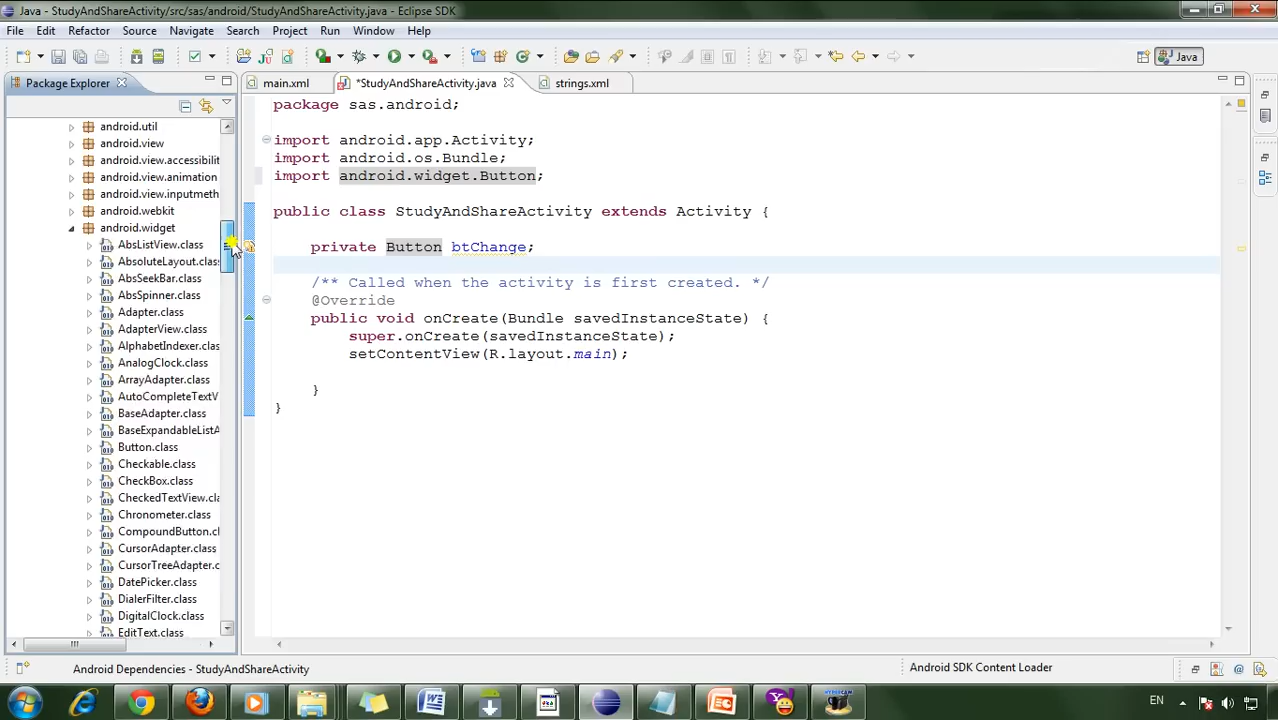 Java - StudyAndShareActivity/src/sas/android/StudyAndShareActivity.java - Eclipse SDK
File Edit Refactor Source Navigate Search Project Run Window Help
Java
Package Explorer
main.xml *StudyAndShareActivity.java strings.xml
android.util
android.view
android.view.accessibilit
android.view.animation
android.view.inputmeth
android.webkit
android.widget
AbsListView.class
AbsoluteLayout.class
AbsSeekBar.class
AbsSpinner.class
Adapter.class
AdapterView.class
AlphabetIndexer.class
AnalogClock.class
ArrayAdapter.class
AutoCompleteTextV
BaseAdapter.class
BaseExpandableListA
Button.class
Checkable.class
CheckBox.class
CheckedTextView.cla
Chronometer.class
CompoundButton.cl
CursorAdapter.class
CursorTreeAdapter.c
DatePicker.class
DialerFilter.class
DigitalClock.class
EditText.class
package sas.android;
import android.app.Activity;
import android.os.Bundle;
import android.widget.Button;
public class StudyAndShareActivity extends Activity {
private Button btChange;
/** Called when the activity is first created. */
@Override
public void onCreate(Bundle savedInstanceState) {
super.onCreate(savedInstanceState);
setContentView(R.layout.main);
}
}
Android Dependencies - StudyAndShareActivity
Android SDK Content Loader
EN